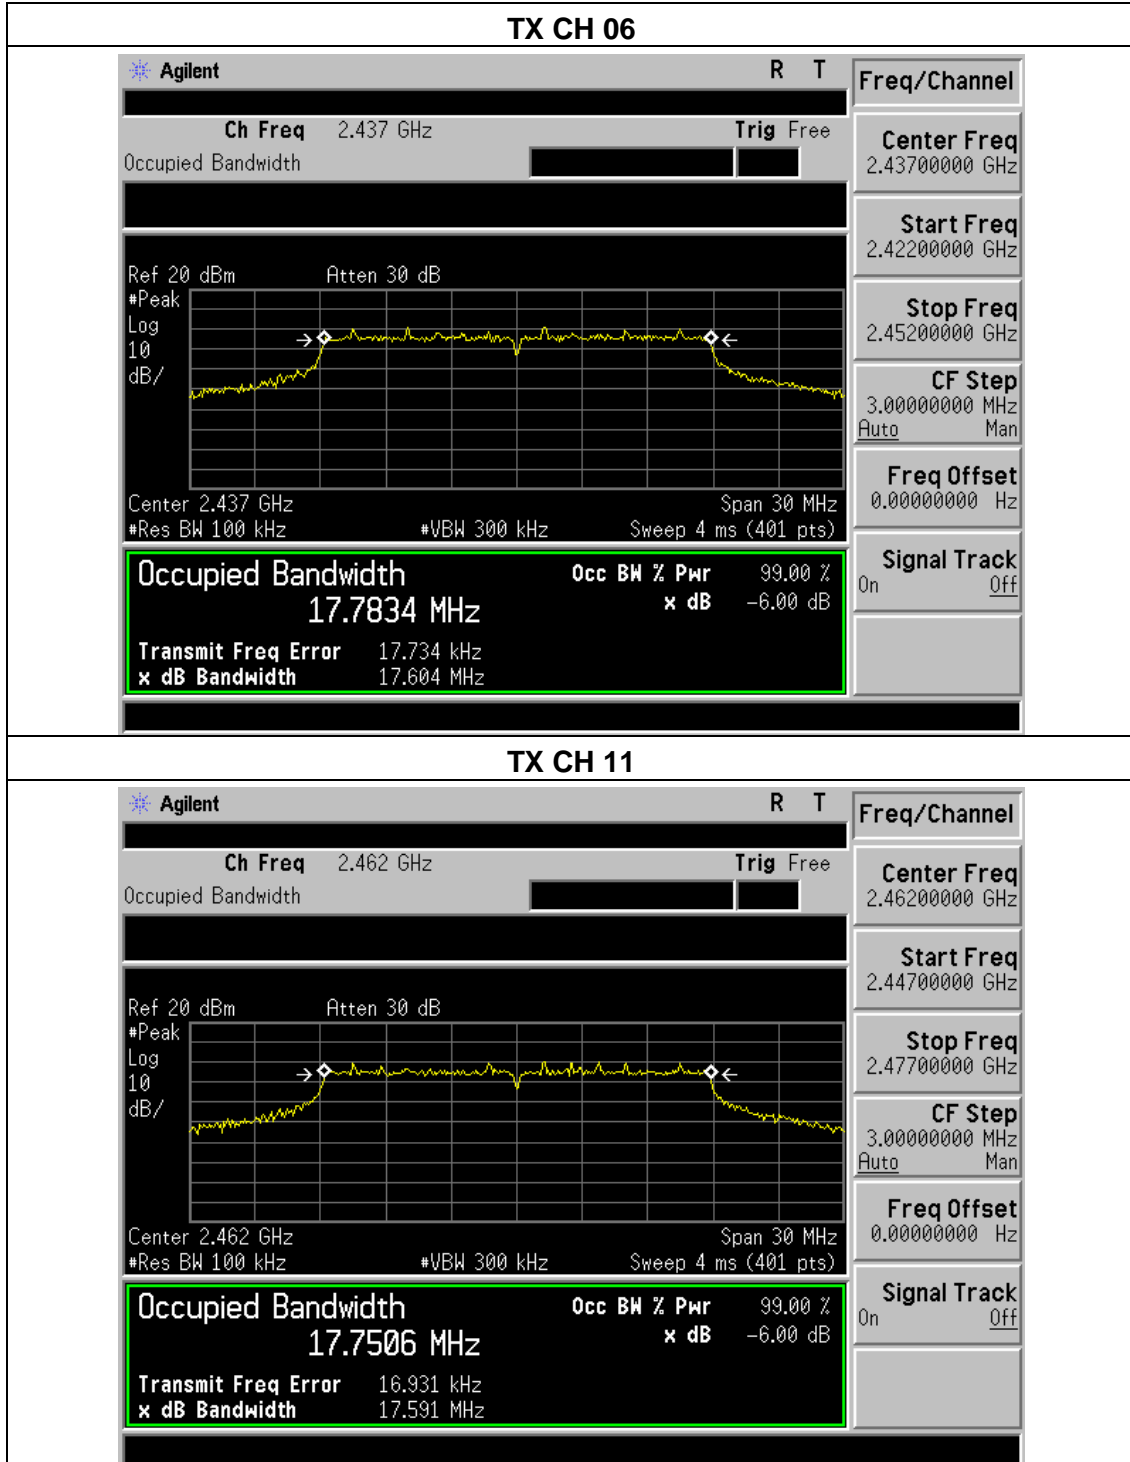 TX CH 06
Agilent R T
Freq/Channel
Ch Freq 2.437 GHz Trig Free
Occupied Bandwidth
Center Freq
2.43700000 GHz
Start Freq
2.42200000 GHz
Ref 20 dBm Atten 30 dB
#Peak
Log
10
dB/
Stop Freq
2.45200000 GHz
CF Step
3.00000000 MHz
Auto Man
Freq Offset
0.00000000 Hz
Center 2.437 GHz Span 30 MHz
#Res BW 100 kHz #VBW 300 kHz Sweep 4 ms (401 pts)
Signal Track
On Off
Occupied Bandwidth Occ BW % Pwr 99.00 %
17.7834 MHz x dB -6.00 dB
Transmit Freq Error 17.734 kHz
x dB Bandwidth 17.604 MHz
TX CH 11
Agilent R T
Freq/Channel
Ch Freq 2.462 GHz Trig Free
Occupied Bandwidth
Center Freq
2.46200000 GHz
Start Freq
2.44700000 GHz
Ref 20 dBm Atten 30 dB
#Peak
Log
10
dB/
Stop Freq
2.47700000 GHz
CF Step
3.00000000 MHz
Auto Man
Freq Offset
0.00000000 Hz
Center 2.462 GHz Span 30 MHz
#Res BW 100 kHz #VBW 300 kHz Sweep 4 ms (401 pts)
Signal Track
On Off
Occupied Bandwidth Occ BW % Pwr 99.00 %
17.7506 MHz x dB -6.00 dB
Transmit Freq Error 16.931 kHz
x dB Bandwidth 17.591 MHz